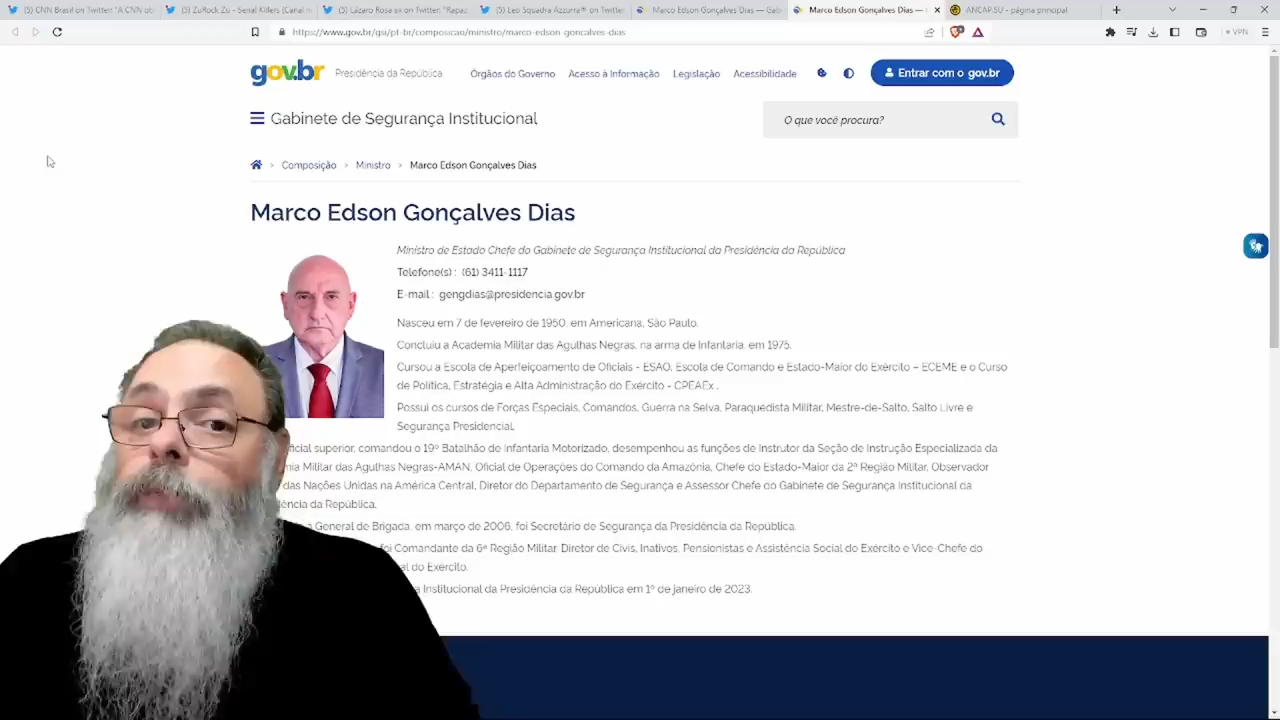 (5) CNN Brasil on Twitter: "A CNN ob
(5) ZuRock.Zu - Serial Killers [Canal n
(5) Lázaro Rosa
on Twitter: "Rapaz
(5) Leo Squadra Azzurra
on Twitter
Marco Edson Gonçalves Dias — Gab
Marco Edson Gonçalves Dias —
ANCAP.SU - página principal
https://www.gov.br/gsi/pt-br/composicao/ministro/marco-edson-goncalves-dias
VPN
gov.br
Presidência da República
Órgãos do Governo
Acesso à Informação
Legislação
Acessibilidade
Entrar com o gov.br
Gabinete de Segurança Institucional
O que você procura?
Composição > Ministro > Marco Edson Gonçalves Dias
Marco Edson Gonçalves Dias
Ministro de Estado Chefe do Gabinete de Segurança Institucional da Presidência da República
Telefone(s) : (61) 3411-1117
E-mail : gengdias@presidencia.gov.br
Nasceu em 7 de fevereiro de 1950, em Americana, São Paulo.
Concluiu a Academia Militar das Agulhas Negras, na arma de Infantaria, em 1975.
Cursou a Escola de Aperfeiçoamento de Oficiais - ESAO, Escola de Comando e Estado-Maior do Exército – ECEME e o Curso
de Política, Estratégia e Alta Administração do Exército - CPEAEx .
Possui os cursos de Forças Especiais, Comandos, Guerra na Selva, Paraquedista Militar, Mestre-de-Salto, Salto Livre e
Segurança Presidencial.
ficial superior, comandou o 19º Batalhão de Infantaria Motorizado, desempenhou as funções de Instrutor da Seção de Instrução Especializada da
mia Militar das Agulhas Negras-AMAN, Oficial de Operações do Comando da Amazônia, Chefe do Estado-Maior da 2ª Região Militar, Observador
das Nações Unidas na América Central, Diretor do Departamento de Segurança e Assessor Chefe do Gabinete de Segurança Institucional da
dência da República.
a General de Brigada, em março de 2006, foi Secretário de Segurança da Presidência da República.
foi Comandante da 6ª Região Militar, Diretor de Civis, Inativos, Pensionistas e Assistência Social do Exército e Vice-Chefe do
al do Exército.
a Institucional da Presidência da República em 1º de janeiro de 2023.